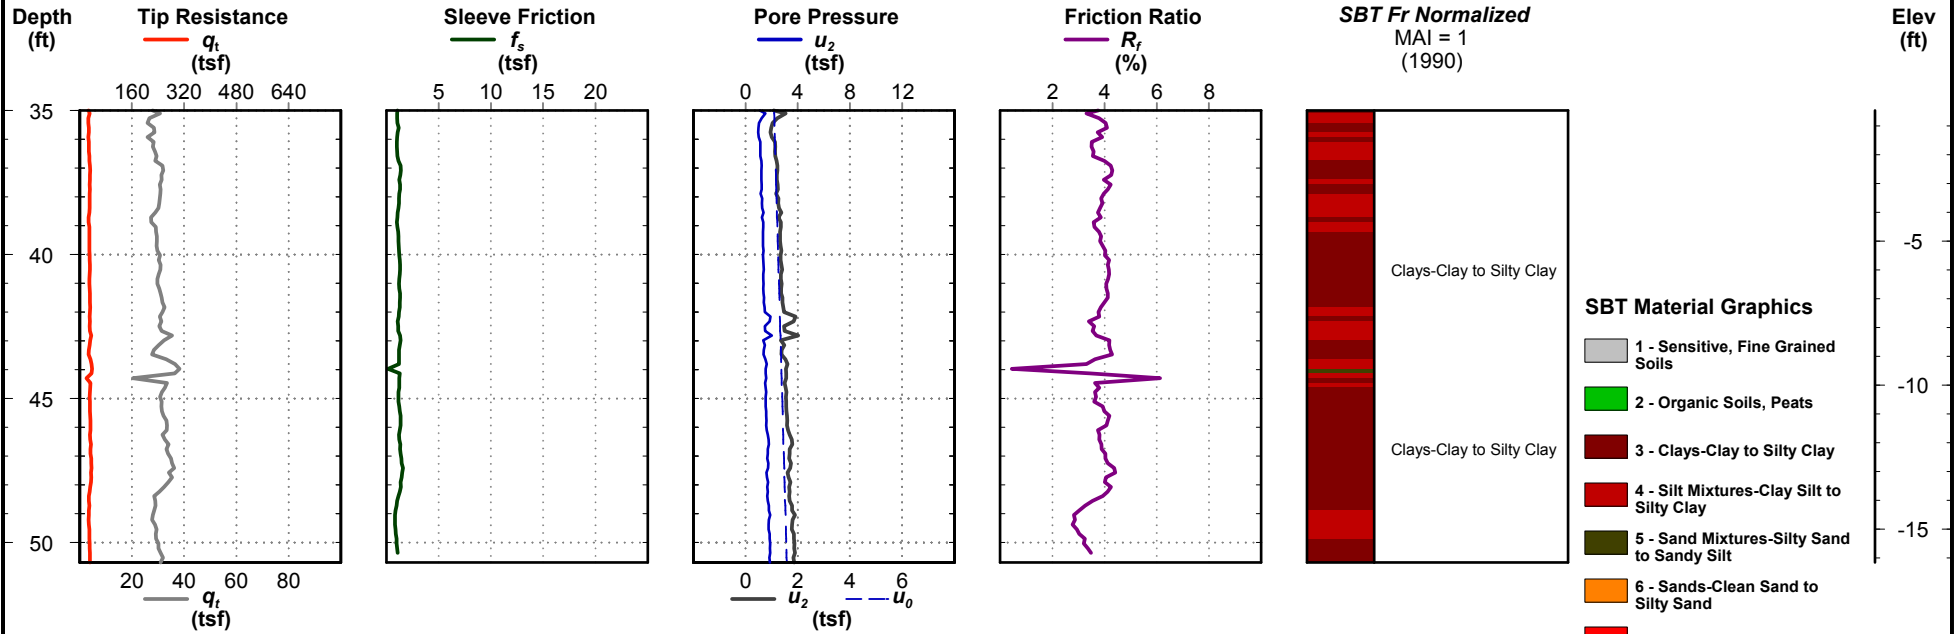 Depth
(ft)
Tip Resistance
qt
(tsf)
160 320 480 640
Sleeve Friction
fs
(tsf)
5 10 15 20
Pore Pressure
u2
(tsf)
0 4 8 12
Friction Ratio
Rf
(%)
2 4 6 8
SBT Fr Normalized
MAI = 1
(1990)
Elev
(ft)
35
40
45
50
Clays-Clay to Silty Clay
Clays-Clay to Silty Clay
-5
-10
-15
20 40 60 80
qt
(tsf)
0 2 4 6
u2 u0
(tsf)
SBT Material Graphics
1 - Sensitive, Fine Grained
Soils
2 - Organic Soils, Peats
3 - Clays-Clay to Silty Clay
4 - Silt Mixtures-Clay Silt to
Silty Clay
5 - Sand Mixtures-Silty Sand
to Sandy Silt
6 - Sands-Clean Sand to
Silty Sand